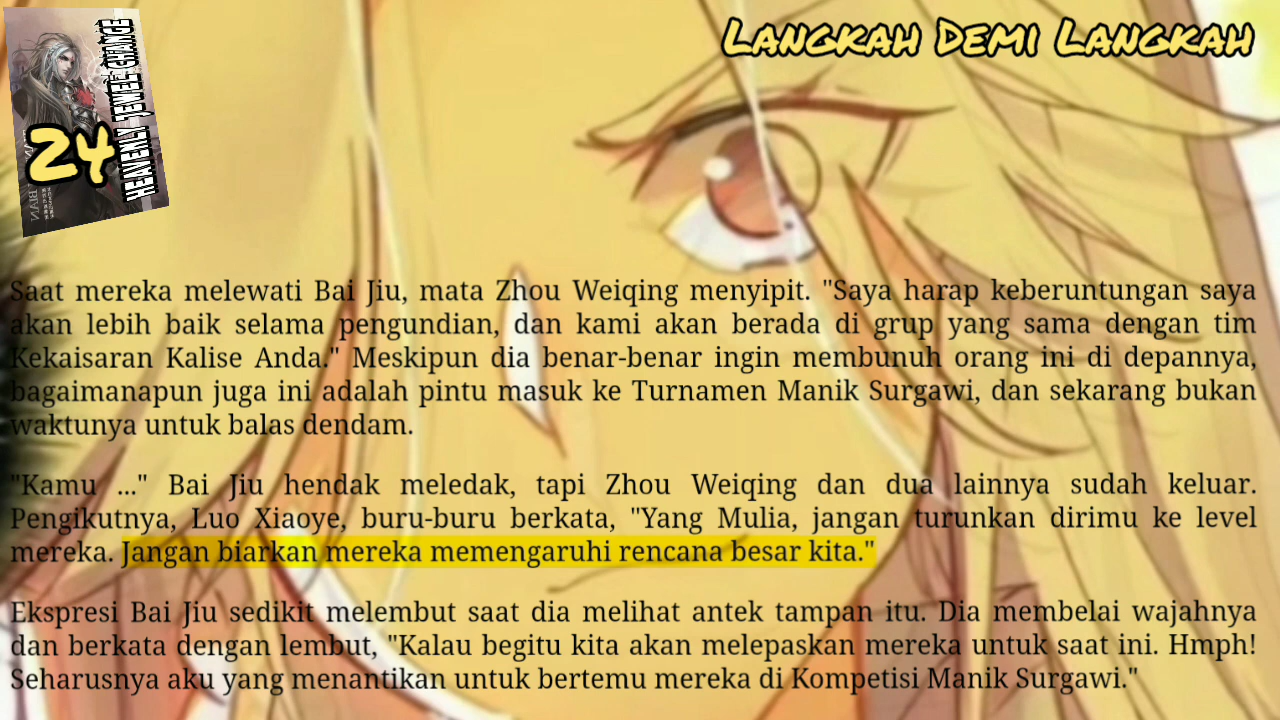 Langkah Demi Langkah
HEAVENLY JEWEL CHANGE
24
Saat mereka melewati Bai Jiu, mata Zhou Weiqing menyipit. "Saya harap keberuntungan saya
akan lebih baik selama pengundian, dan kami akan berada di grup yang sama dengan tim
Kekaisaran Kalise Anda." Meskipun dia benar-benar ingin membunuh orang ini di depannya,
bagaimanapun juga ini adalah pintu masuk ke Turnamen Manik Surgawi, dan sekarang bukan
waktunya untuk balas dendam.
"Kamu ..." Bai Jiu hendak meledak, tapi Zhou Weiqing dan dua lainnya sudah keluar.
Pengikutnya, Luo Xiaoye, buru-buru berkata, "Yang Mulia, jangan turunkan dirimu ke level
mereka. Jangan biarkan mereka memengaruhi rencana besar kita."
Ekspresi Bai Jiu sedikit melembut saat dia melihat antek tampan itu. Dia membelai wajahnya
dan berkata dengan lembut, "Kalau begitu kita akan melepaskan mereka untuk saat ini. Hmph!
Seharusnya aku yang menantikan untuk bertemu mereka di Kompetisi Manik Surgawi."